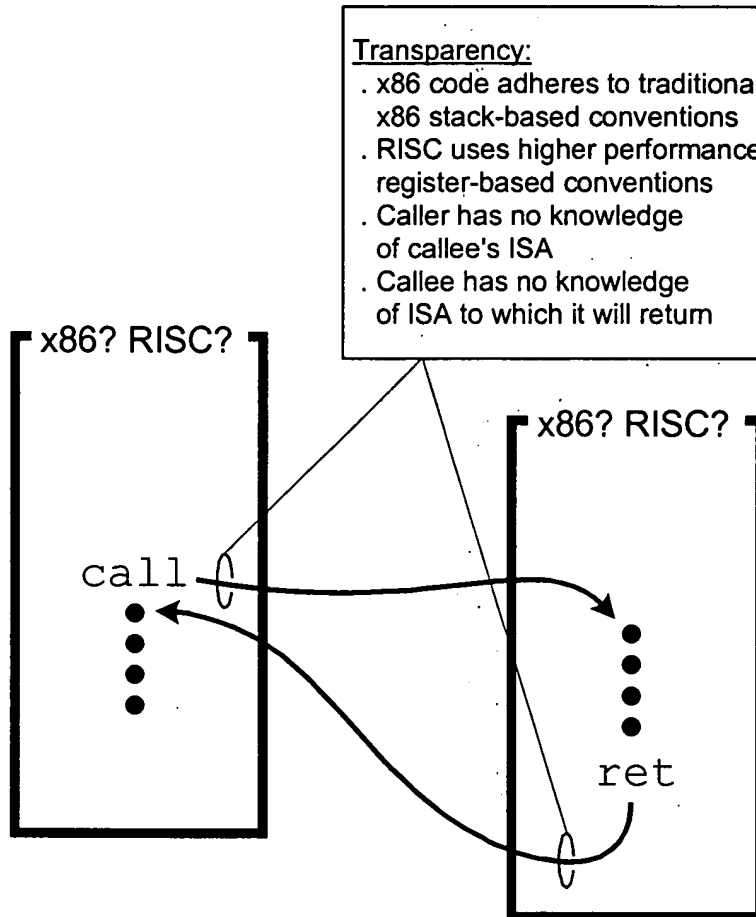 Transparency:
. x86 code adheres to traditiona
x86 stack-based conventions
. RISC uses higher performance
register-based conventions
. Caller has no knowledge
of callee's ISA
. Callee has no knowledge
of ISA to which it will return
x86? RISC?
x86? RISC?
call
ret